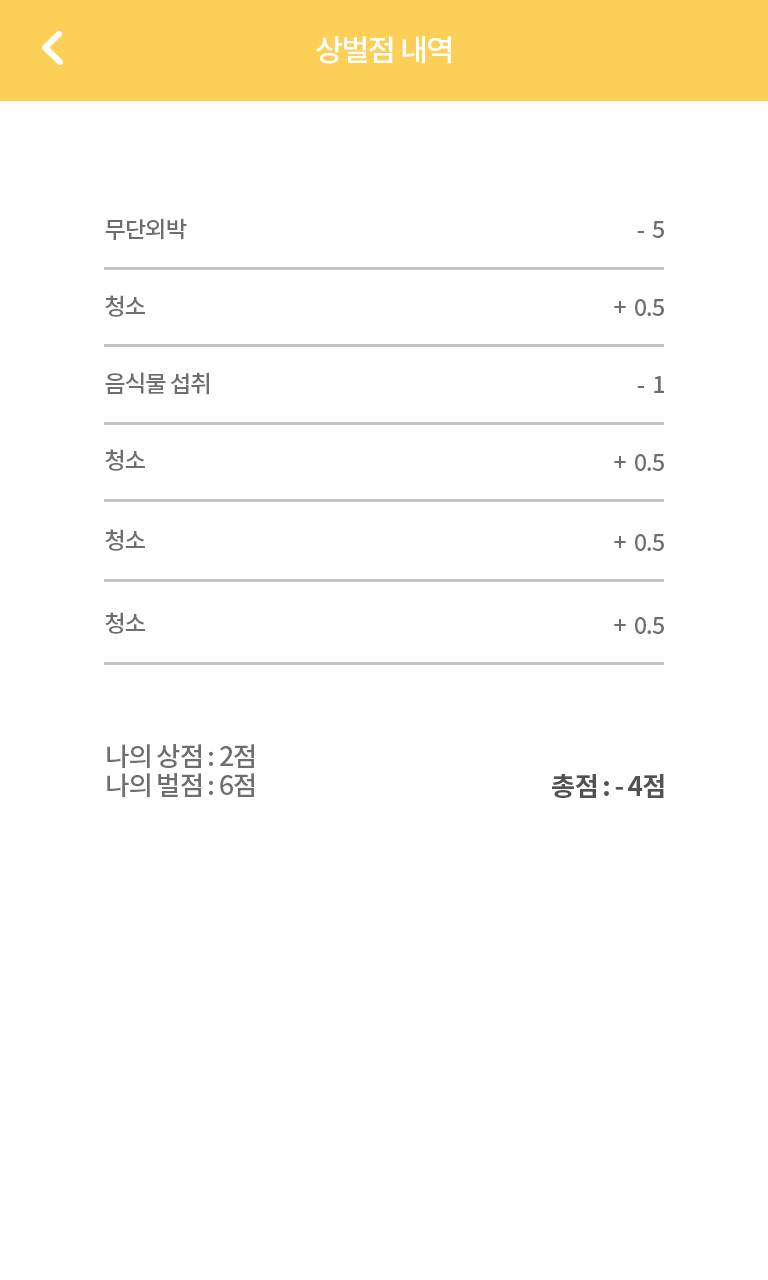 상벌점 내역
무단외박 - 5
청소 + 0.5
음식물 섭취 - 1
청소 + 0.5
청소 + 0.5
청소 + 0.5
나의 상점 : 2점
나의 벌점 : 6점 총점 : - 4점